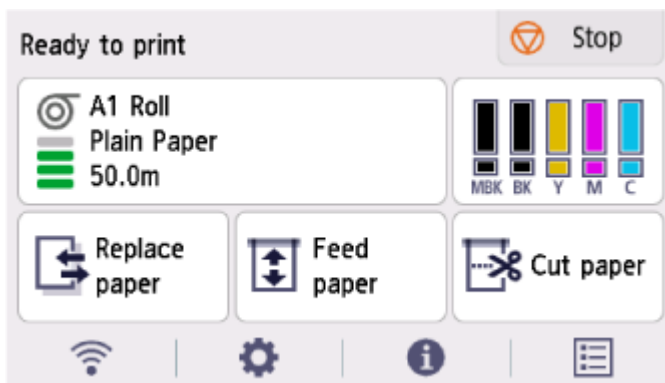 Ready to print
Stop
A1 Roll
Plain Paper
50.0m
MBK BK Y M C
Replace
paper
Feed
paper
Cut paper